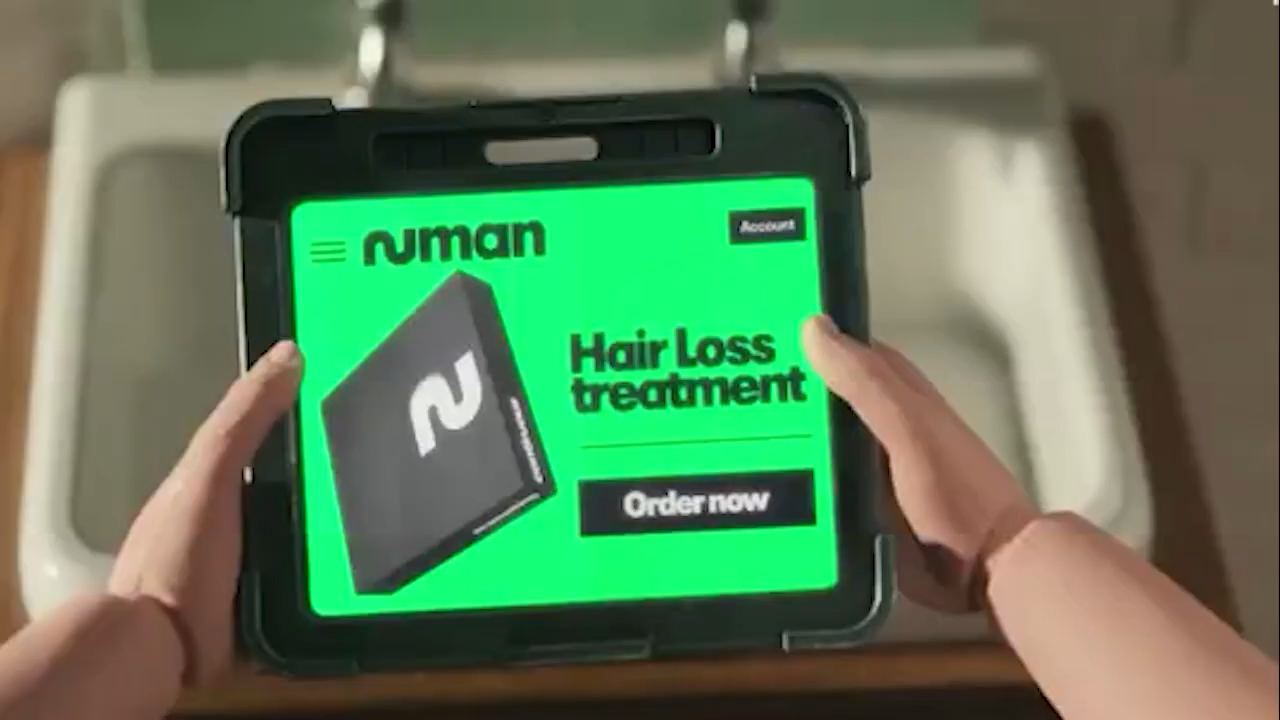 numan
Account
Hair Loss
treatment
Order now